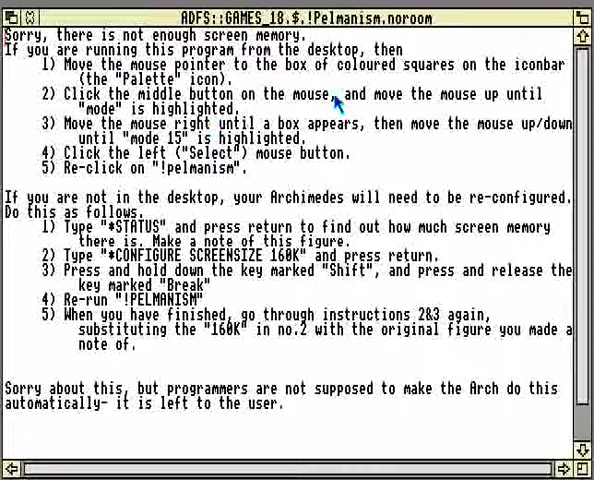 ADFS::GAMES_18.$.!Pelmanism.noroom
Sorry, there is not enough screen memory.
If you are running this program from the desktop, then
1) Move the mouse pointer to the box of coloured squares on the iconbar
(the "Palette" icon).
2) Click the middle button on the mouse, and move the mouse up until
"mode" is highlighted.
3) Move the mouse right until a box appears, then move the mouse up/down
until "mode 15" is highlighted.
4) Click the left ("Select") mouse button.
5) Re-click on "!pelmanism".
If you are not in the desktop, your Archimedes will need to be re-configured.
Do this as follows.
1) Type "*STATUS" and press return to find out how much screen memory
there is. Make a note of this figure.
2) Type "*CONFIGURE SCREENSIZE 160K" and press return.
3) Press and hold down the key marked "Shift", and press and release the
key marked "Break"
4) Re-run "!PELMANISM"
5) When you have finished, go through instructions 2&3 again,
substituting the "160K" in no.2 with the original figure you made a
note of.
Sorry about this, but programmers are not supposed to make the Arch do this
automatically- it is left to the user.